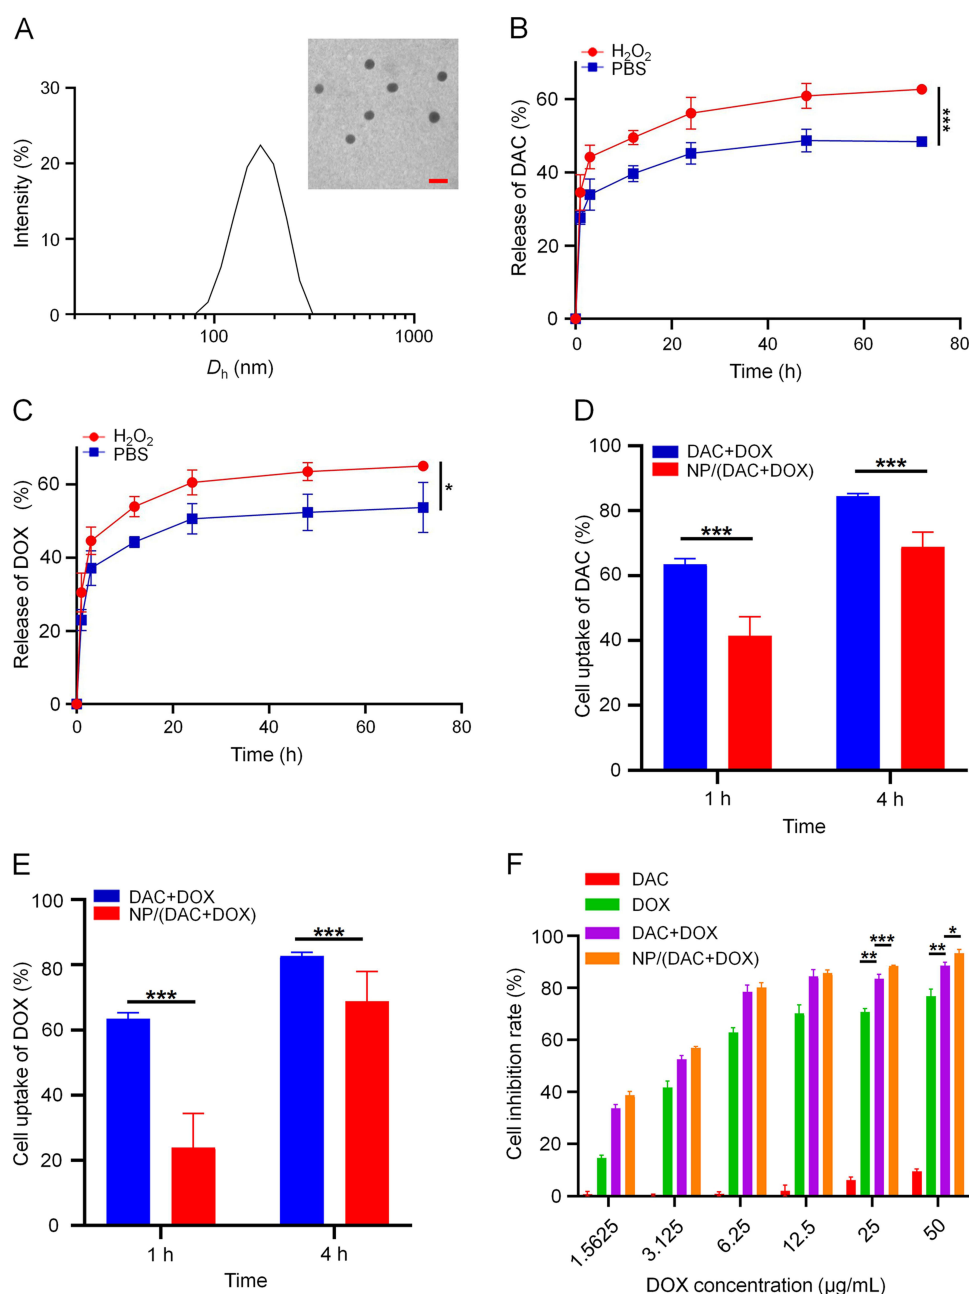 A
30
20
10
0
Intensity (%)
100
1000
Dₕ (nm)
B
H₂O₂
PBS
60
40
20
0
Release of DAC (%)
***
0
20
40
60
80
Time (h)
C
H₂O₂
PBS
60
40
20
0
Release of DOX (%)
*
0
20
40
60
80
Time (h)
D
DAC+DOX
NP/(DAC+DOX)
100
80
60
40
20
0
Cell uptake of DAC (%)
***
***
1 h
4 h
Time
E
DAC+DOX
NP/(DAC+DOX)
100
80
60
40
20
0
Cell uptake of DOX (%)
***
***
1 h
4 h
Time
F
DAC
DOX
DAC+DOX
NP/(DAC+DOX)
100
80
60
40
20
0
Cell inhibition rate (%)
**
***
**
*
1.5625
3.125
6.25
12.5
25
50
DOX concentration (µg/mL)